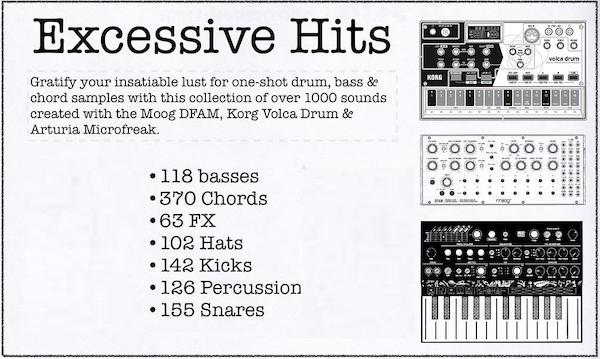 Excessive Hits
Gratify your insatiable lust for one-shot drum, bass &
chord samples with this collection of over 1000 sounds
created with the Moog DFAM, Korg Volca Drum &
Arturia Microfreak.
• 118 basses
• 370 Chords
• 63 FX
• 102 Hats
• 142 Kicks
• 126 Percussion
• 155 Snares
volca drum
KORG
moog